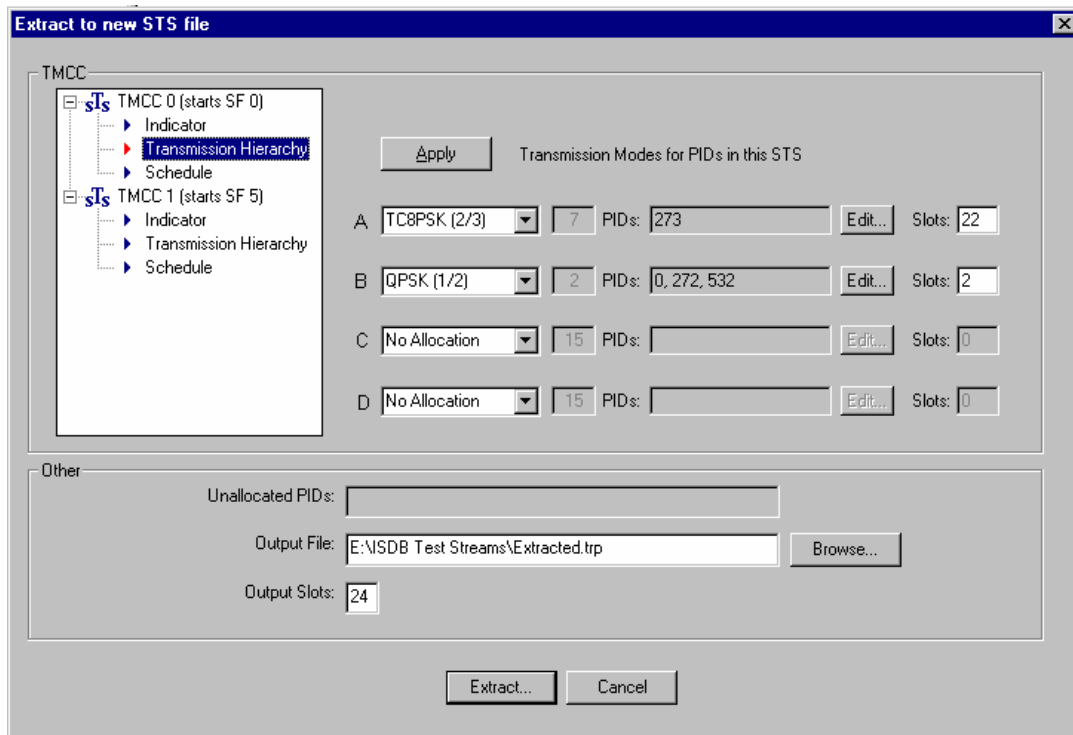 Extract to new STS file
TMCC
sTs TMCC 0 (starts SF 0)
Indicator
Transmission Hierarchy
Schedule
sTs TMCC 1 (starts SF 5)
Indicator
Transmission Hierarchy
Schedule
Apply Transmission Modes for PIDs in this STS
A TC8PSK (2/3) 7 PIDs: 273 Edit... Slots: 22
B QPSK (1/2) 2 PIDs: 0, 272, 532 Edit... Slots: 2
C No Allocation 15 PIDs: Edit... Slots: 0
D No Allocation 15 PIDs: Edit... Slots: 0
Other
Unallocated PIDs:
Output File: E:\ISDB Test Streams\Extracted.trp Browse...
Output Slots: 24
Extract... Cancel